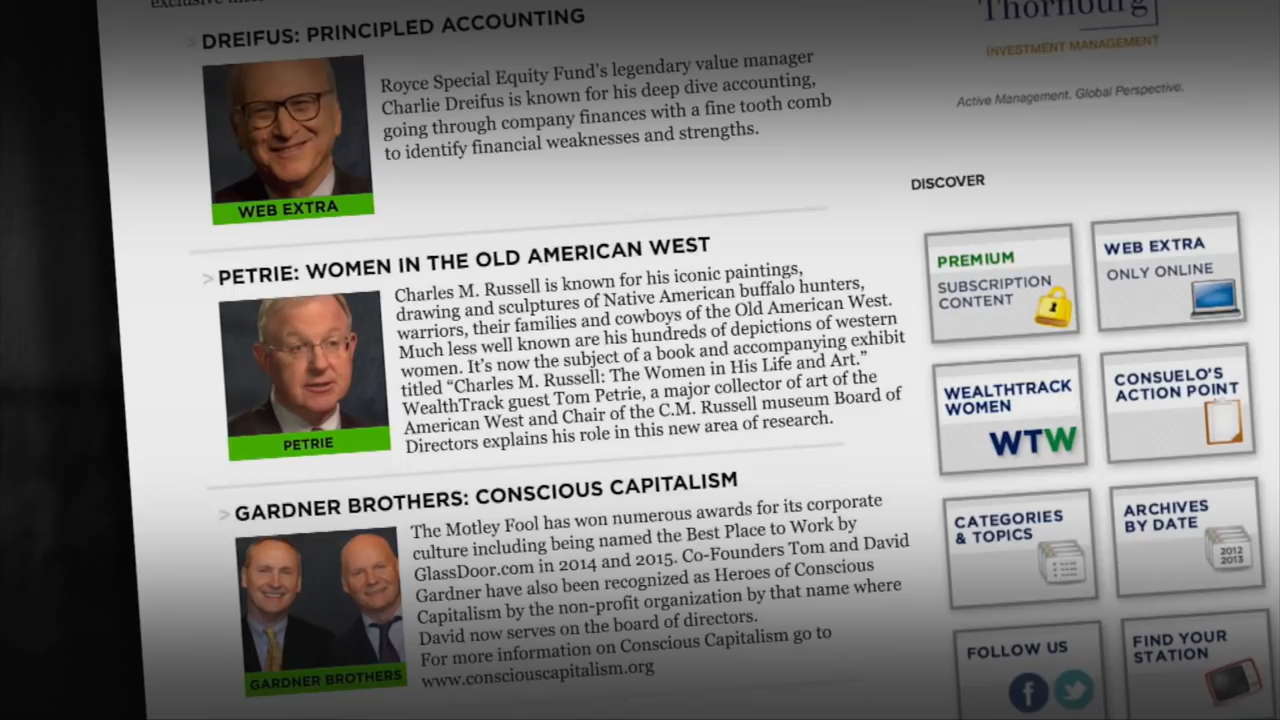 DREIFUS: PRINCIPLED ACCOUNTING
Royce Special Equity Fund's legendary value manager
Charlie Dreifus is known for his deep dive accounting,
going through company finances with a fine tooth comb
to identify financial weaknesses and strengths.
WEB EXTRA
PETRIE: WOMEN IN THE OLD AMERICAN WEST
Charles M. Russell is known for his iconic paintings,
drawing and sculptures of Native American buffalo hunters,
warriors, their families and cowboys of the Old American West.
Much less well known are his hundreds of depictions of western
women. It's now the subject of a book and accompanying exhibit
titled “Charles M. Russell: The Women in His Life and Art.”
WealthTrack guest Tom Petrie, a major collector of art of the
American West and Chair of the C.M. Russell museum Board of
Directors explains his role in this new area of research.
PETRIE
GARDNER BROTHERS: CONSCIOUS CAPITALISM
The Motley Fool has won numerous awards for its corporate
culture including being named the Best Place to Work by
GlassDoor.com in 2014 and 2015. Co-Founders Tom and David
Gardner have also been recognized as Heroes of Conscious
Capitalism by the non-profit organization by that name where
David now serves on the board of directors.
For more information on Conscious Capitalism go to
www.consciouscapitalism.org
GARDNER BROTHERS
Thornburg
INVESTMENT MANAGEMENT
Active Management. Global Perspective.
DISCOVER
PREMIUM
SUBSCRIPTION
CONTENT
WEB EXTRA
ONLY ONLINE
WEALTHTRACK
WOMEN
WTW
CONSUELO'S
ACTION POINT
CATEGORIES
& TOPICS
ARCHIVES
BY DATE
2012
2013
FOLLOW US
FIND YOUR
STATION